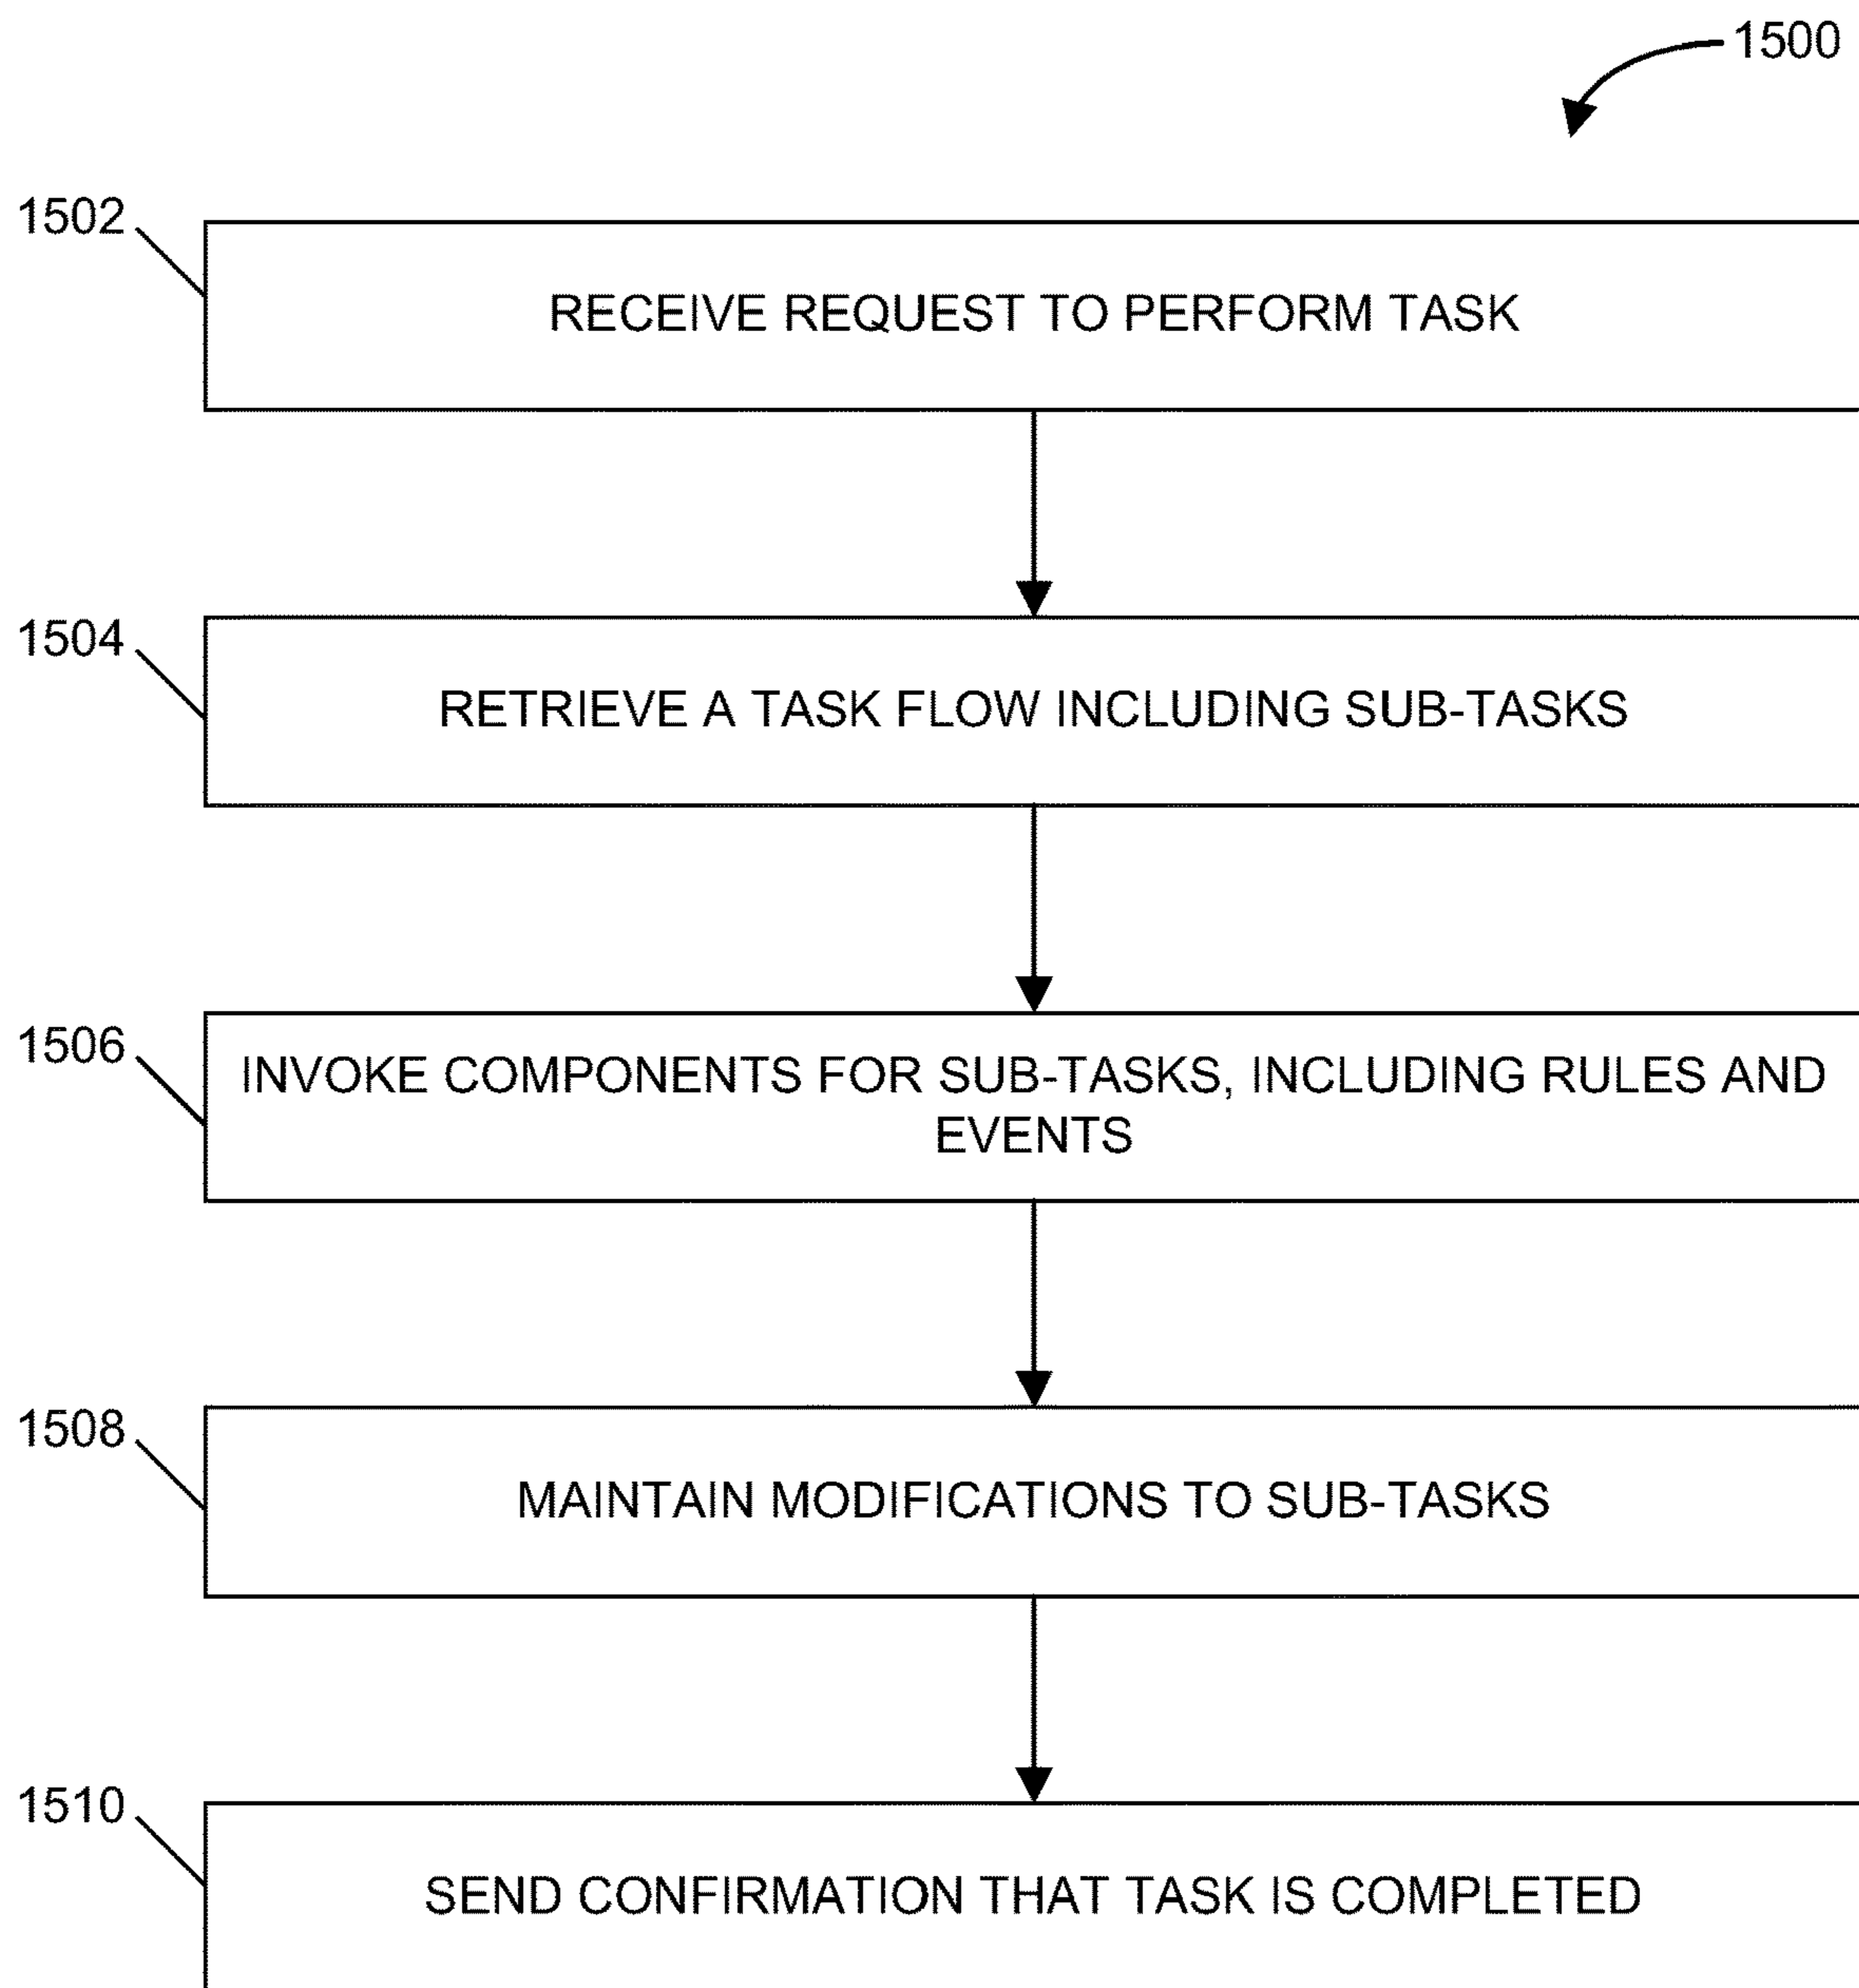 1500
1502
RECEIVE REQUEST TO PERFORM TASK
1504
RETRIEVE A TASK FLOW INCLUDING SUB-TASKS
1506
INVOKE COMPONENTS FOR SUB-TASKS, INCLUDING RULES AND
EVENTS
1508
MAINTAIN MODIFICATIONS TO SUB-TASKS
1510
SEND CONFIRMATION THAT TASK IS COMPLETED